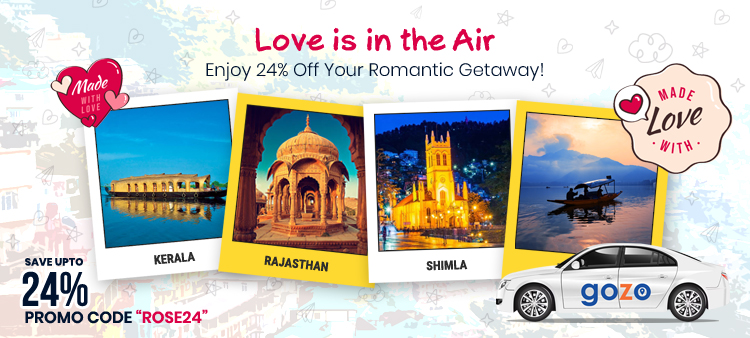 Love is in the Air
Enjoy 24% Off Your Romantic Getaway!
Made
WITH
LOVE
MADE
Love
• WITH •
KERALA
RAJASTHAN
SHIMLA
SAVE UPTO
24%
PROMO CODE “ROSE24”
gozo